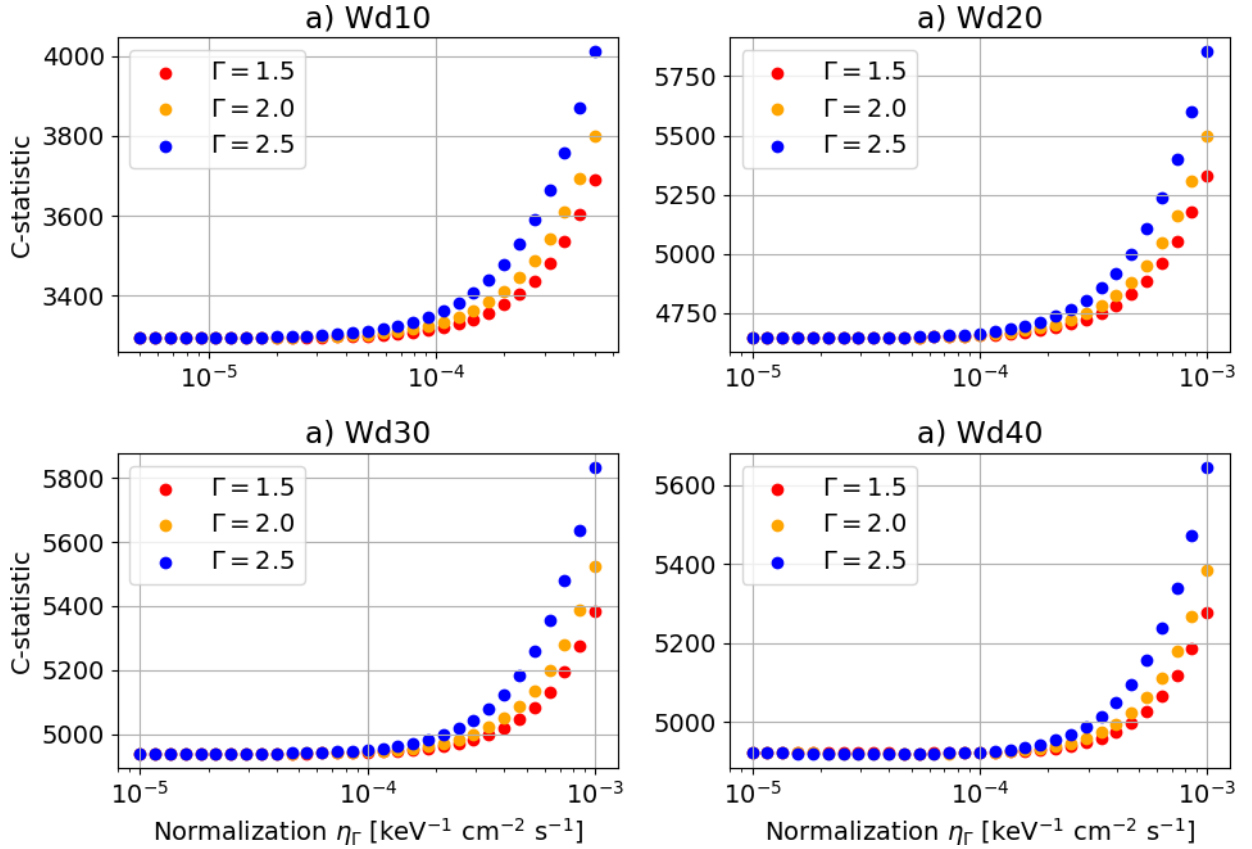 a) Wd10
a) Wd20
4000
3800
3600
3400
C-statistic
Γ = 1.5
Γ = 2.0
Γ = 2.5
10⁻⁵
10⁻⁴
5750
5500
5250
5000
4750
Γ = 1.5
Γ = 2.0
Γ = 2.5
10⁻⁵
10⁻⁴
10⁻³
a) Wd30
a) Wd40
5800
5600
5400
5200
5000
C-statistic
Γ = 1.5
Γ = 2.0
Γ = 2.5
10⁻⁵
10⁻⁴
10⁻³
Normalization η_Γ [keV⁻¹ cm⁻² s⁻¹]
5600
5400
5200
5000
Γ = 1.5
Γ = 2.0
Γ = 2.5
10⁻⁵
10⁻⁴
10⁻³
Normalization η_Γ [keV⁻¹ cm⁻² s⁻¹]